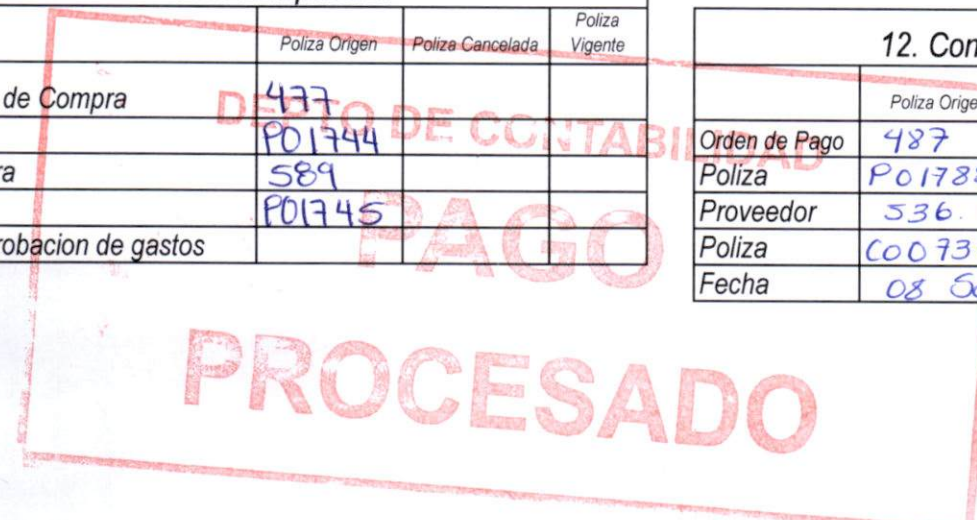 Poliza Origen Poliza Cancelada Poliza Vigente
de Compra 477
P01744
ra 589
P01745
robacion de gastos
12. Con
Poliza Orige
Orden de Pago 487
Poliza P0178
Proveedor 536.
Poliza C0073
Fecha 08
DEPTO DE CONTABILIDAD
PAGO
PROCESADO